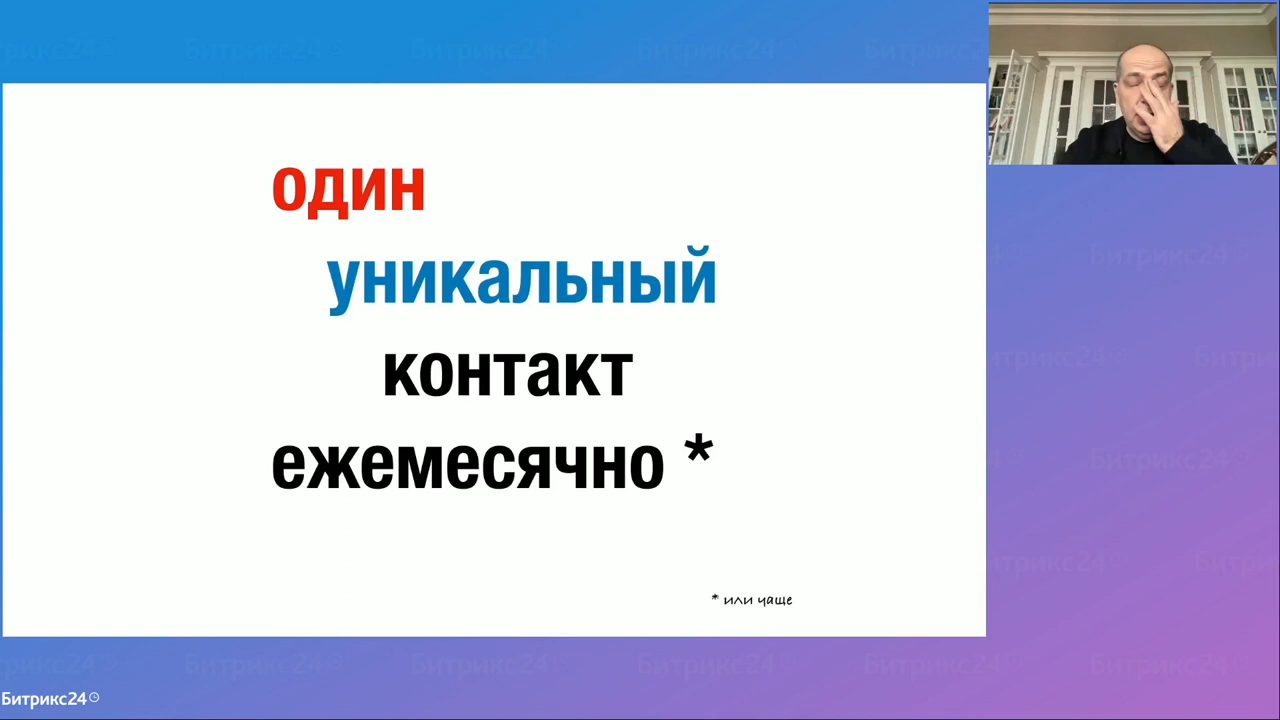 один
уникальный
контакт
ежемесячно *
* или чаще
Битрикс24